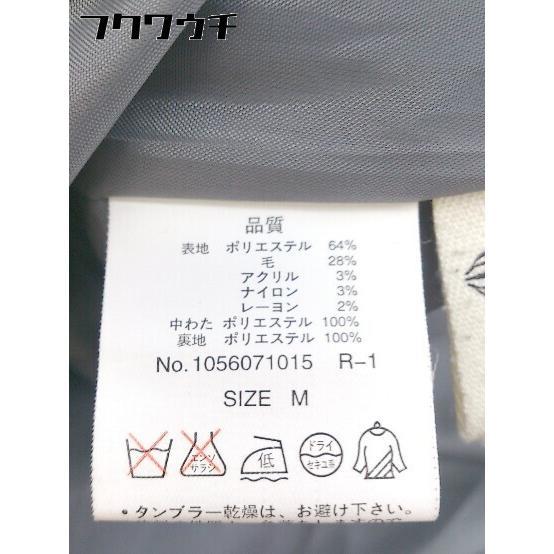 フクワウチ
品質
表地 ポリエステル 64%
毛 28%
アクリル 3%
ナイロン 3%
レーヨン 2%
中わた ポリエステル 100%
裏地 ポリエステル 100%
No.1056071015 R-1
SIZE M
エンソ サラシ 低 ドライ セキユ系
・タンブラー乾燥は、お避け下さい。